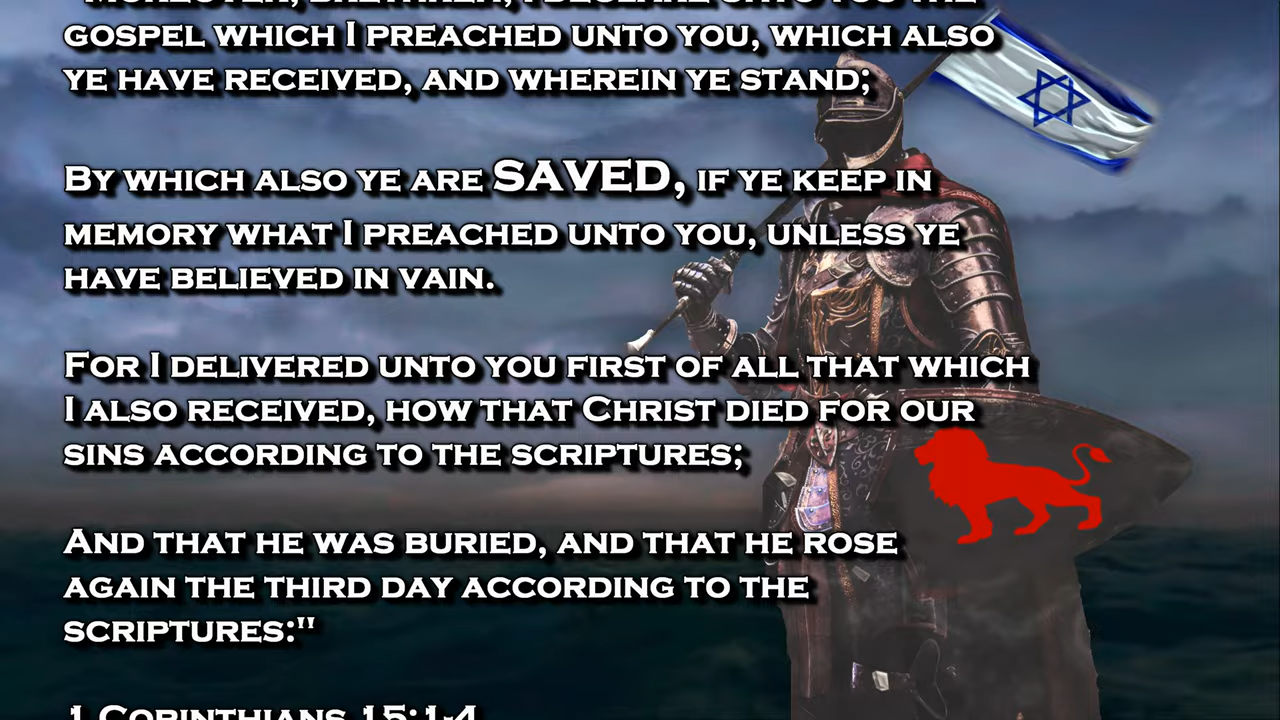 "Moreover, brethren, I declare unto you the
gospel which I preached unto you, which also
ye have received, and wherein ye stand;
By which also ye are SAVED, if ye keep in
memory what I preached unto you, unless ye
have believed in vain.
For I delivered unto you first of all that which
I also received, how that Christ died for our
sins according to the scriptures;
And that he was buried, and that he rose
again the third day according to the
scriptures:"
1 Corinthians 15:1-4